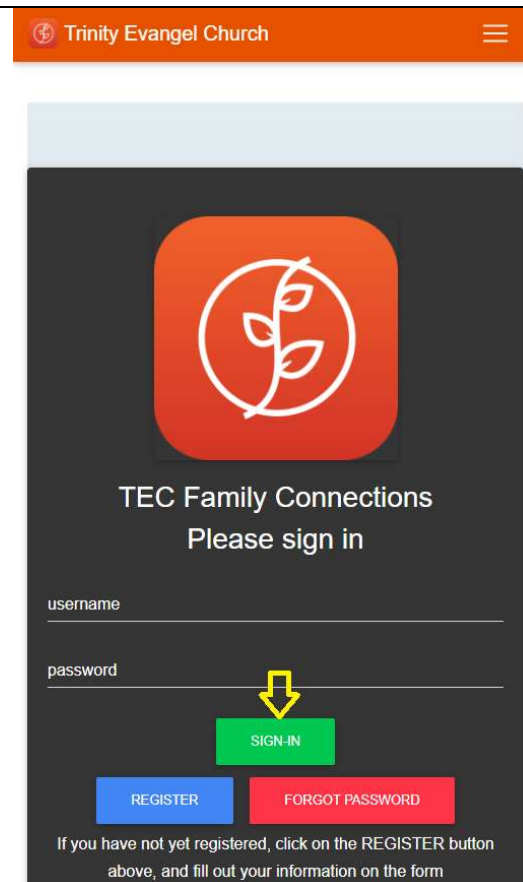 Trinity Evangel Church
TEC Family Connections
Please sign in
username
password
SIGN-IN
REGISTER FORGOT PASSWORD
If you have not yet registered, click on the REGISTER button
above, and fill out your information on the form